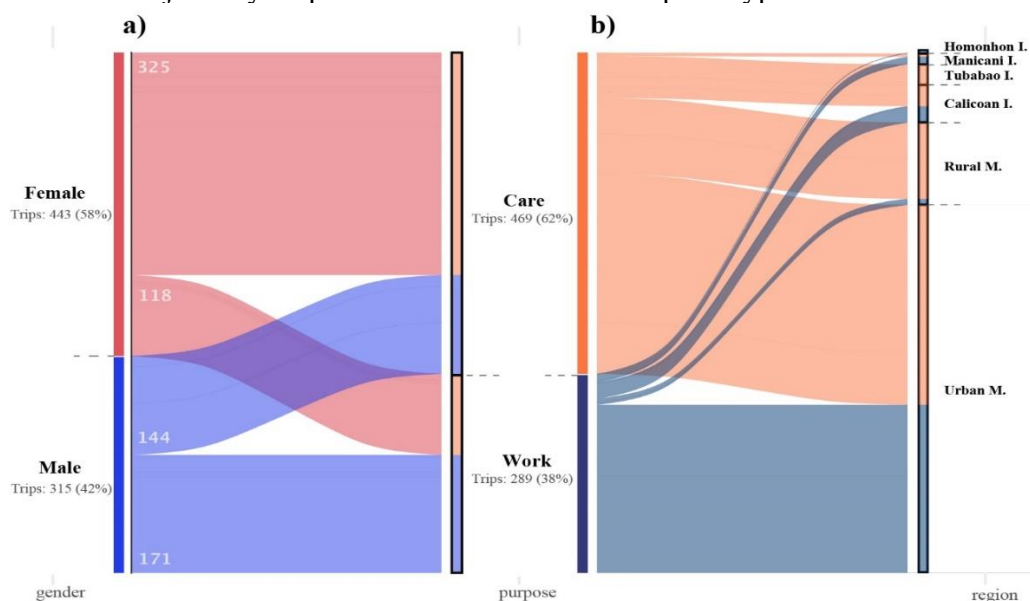 a)
b)
325
118
144
171
Female
Trips: 443 (58%)
Male
Trips: 315 (42%)
gender
Care
Trips: 469 (62%)
Work
Trips: 289 (38%)
purpose
Homonhon I.
Manicani I.
Tubabao I.
Calicoan I.
Rural M.
Urban M.
region